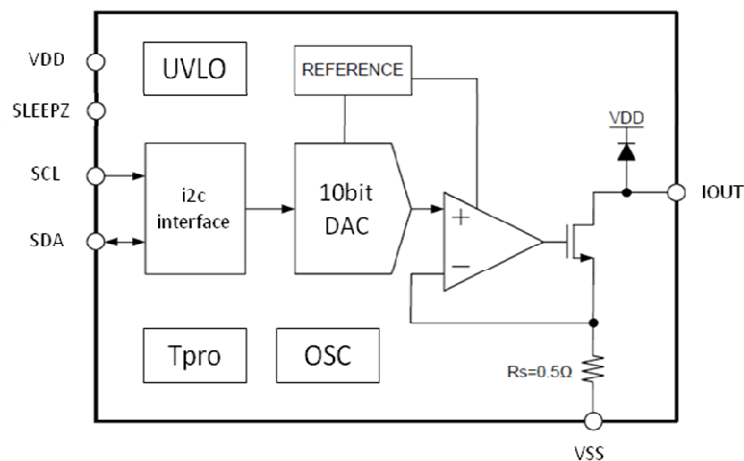 VDD
UVLO
REFERENCE
SLEEPZ
VDD
SCL
i2c
interface
10bit
DAC
+
IOUT
SDA
−
Tpro
OSC
Rs=0.5Ω
VSS